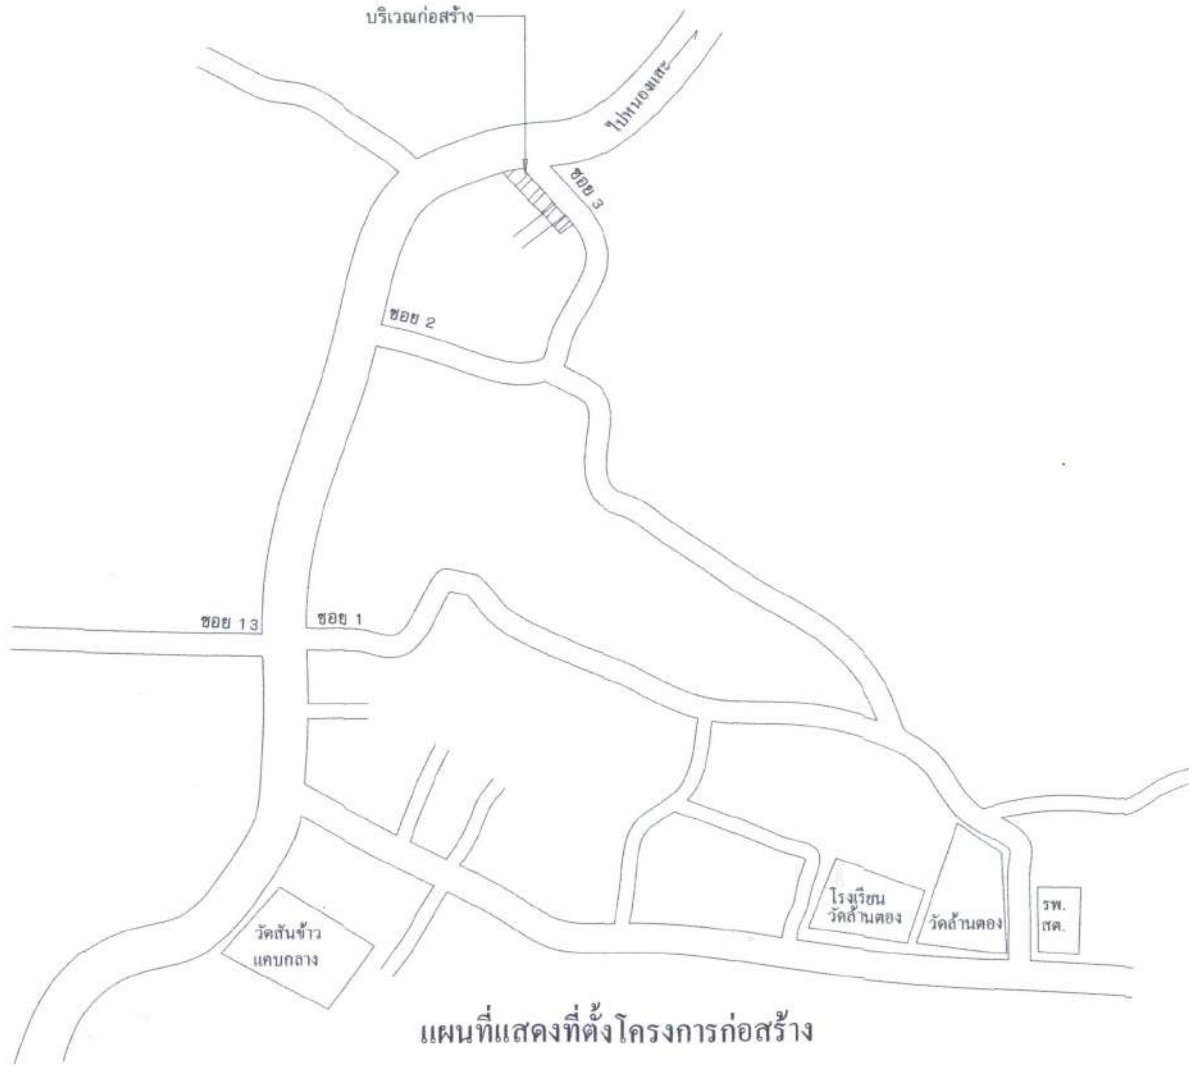 บริเวณก่อสร้าง
ไปหนองแสะ
ซอย 3
ซอย 2
ซอย 13
ซอย 1
โรงเรียน
วัดล้านตอง
วัดล้านตอง
รพ.
สต.
วัดสันข้าว
แคบกลาง
แผนที่แสดงที่ตั้งโครงการก่อสร้าง